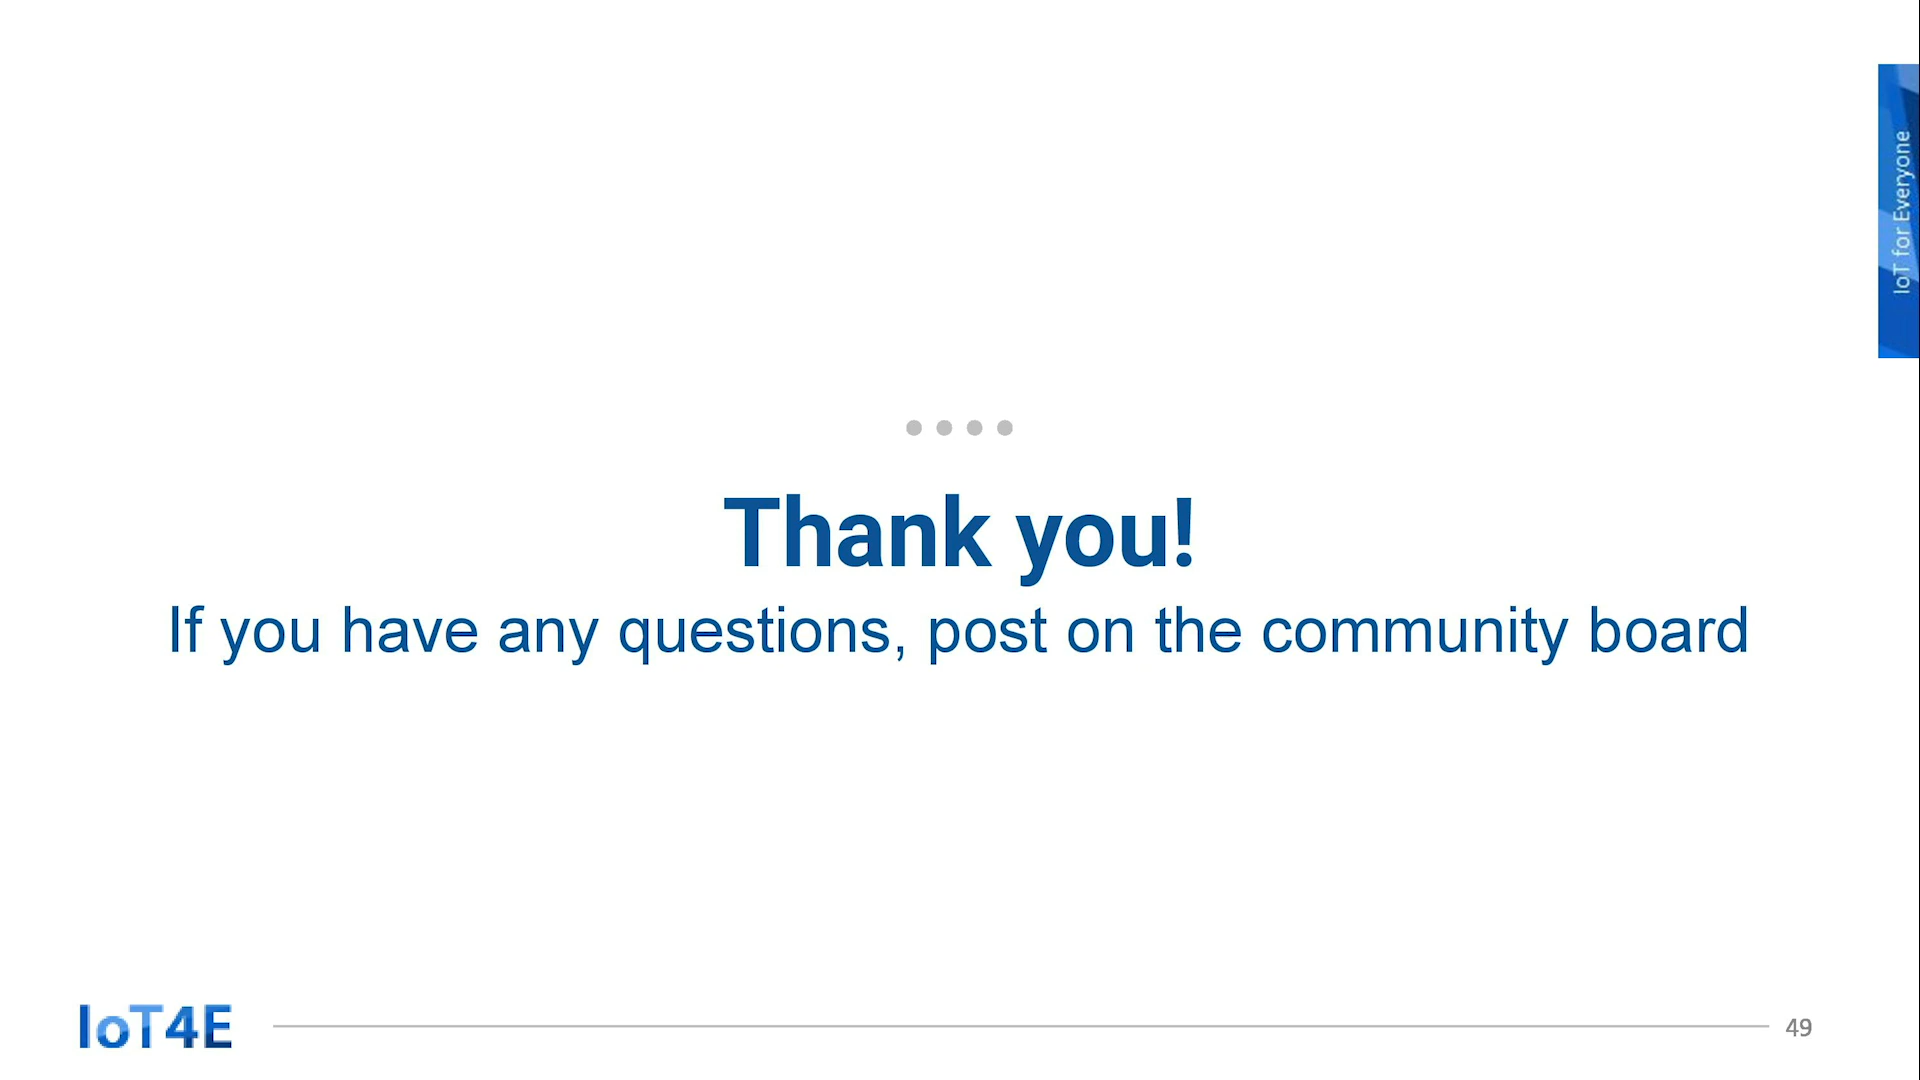 IoT for Everyone
Thank you!
If you have any questions, post on the community board
IoT4E
49